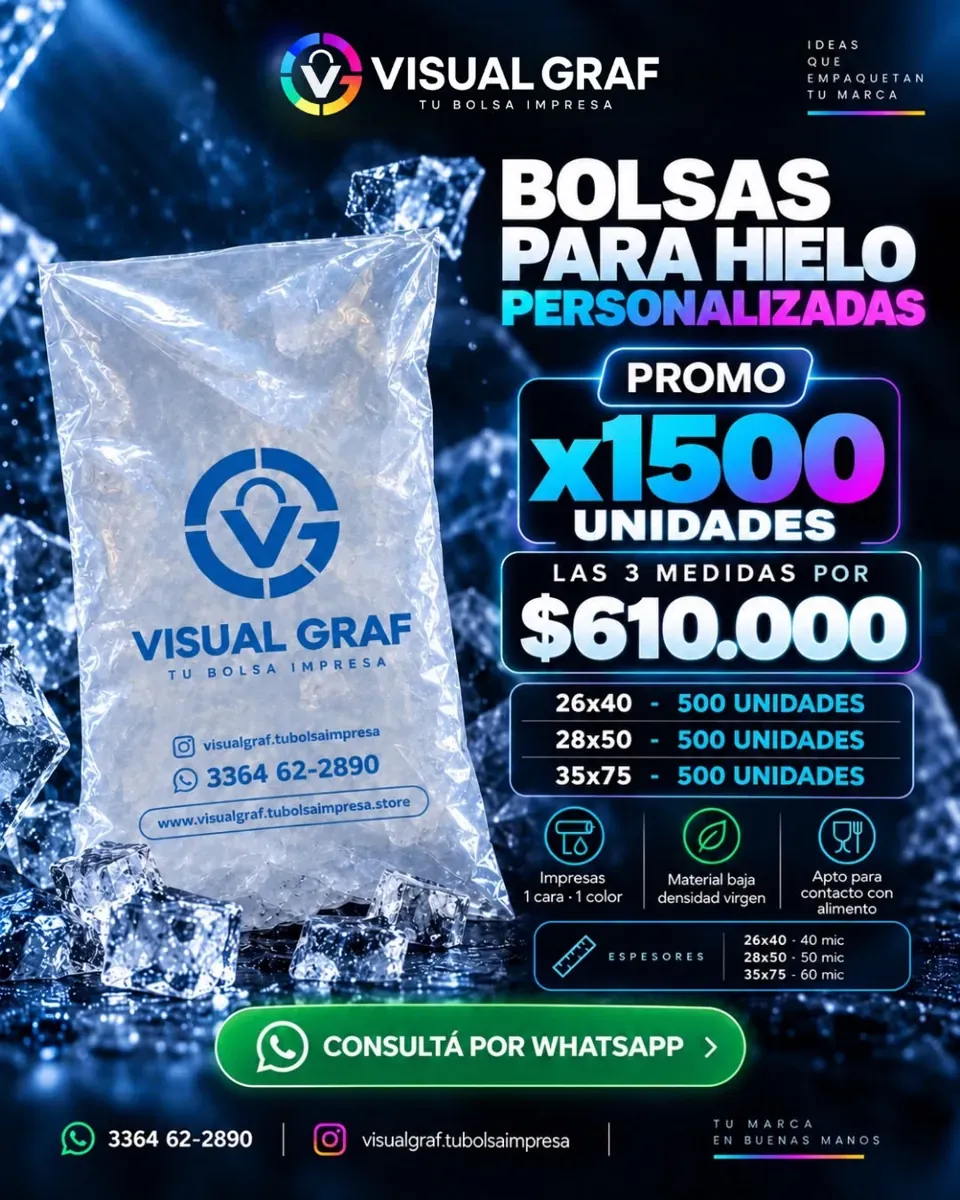 VISUAL GRAF
TU BOLSA IMPRESA
IDEAS
QUE
EMPAQUETAN
TU MARCA
BOLSAS
PARA HIELO
PERSONALIZADAS
PROMO
x1500
UNIDADES
LAS 3 MEDIDAS POR
$610.000
26x40 - 500 UNIDADES
28x50 - 500 UNIDADES
35x75 - 500 UNIDADES
Impresas
1 cara · 1 color
Material baja
densidad virgen
Apto para
contacto con
alimento
ESPESORES
26x40 - 40 mic
28x50 - 50 mic
35x75 - 60 mic
VISUAL GRAF
TU BOLSA IMPRESA
visualgraf.tubolsaimpresa
3364 62-2890
www.visualgraf.tubolsaimpresa.store
CONSULTÁ POR WHATSAPP
3364 62-2890
visualgraf.tubolsaimpresa
TU MARCA
EN BUENAS MANOS